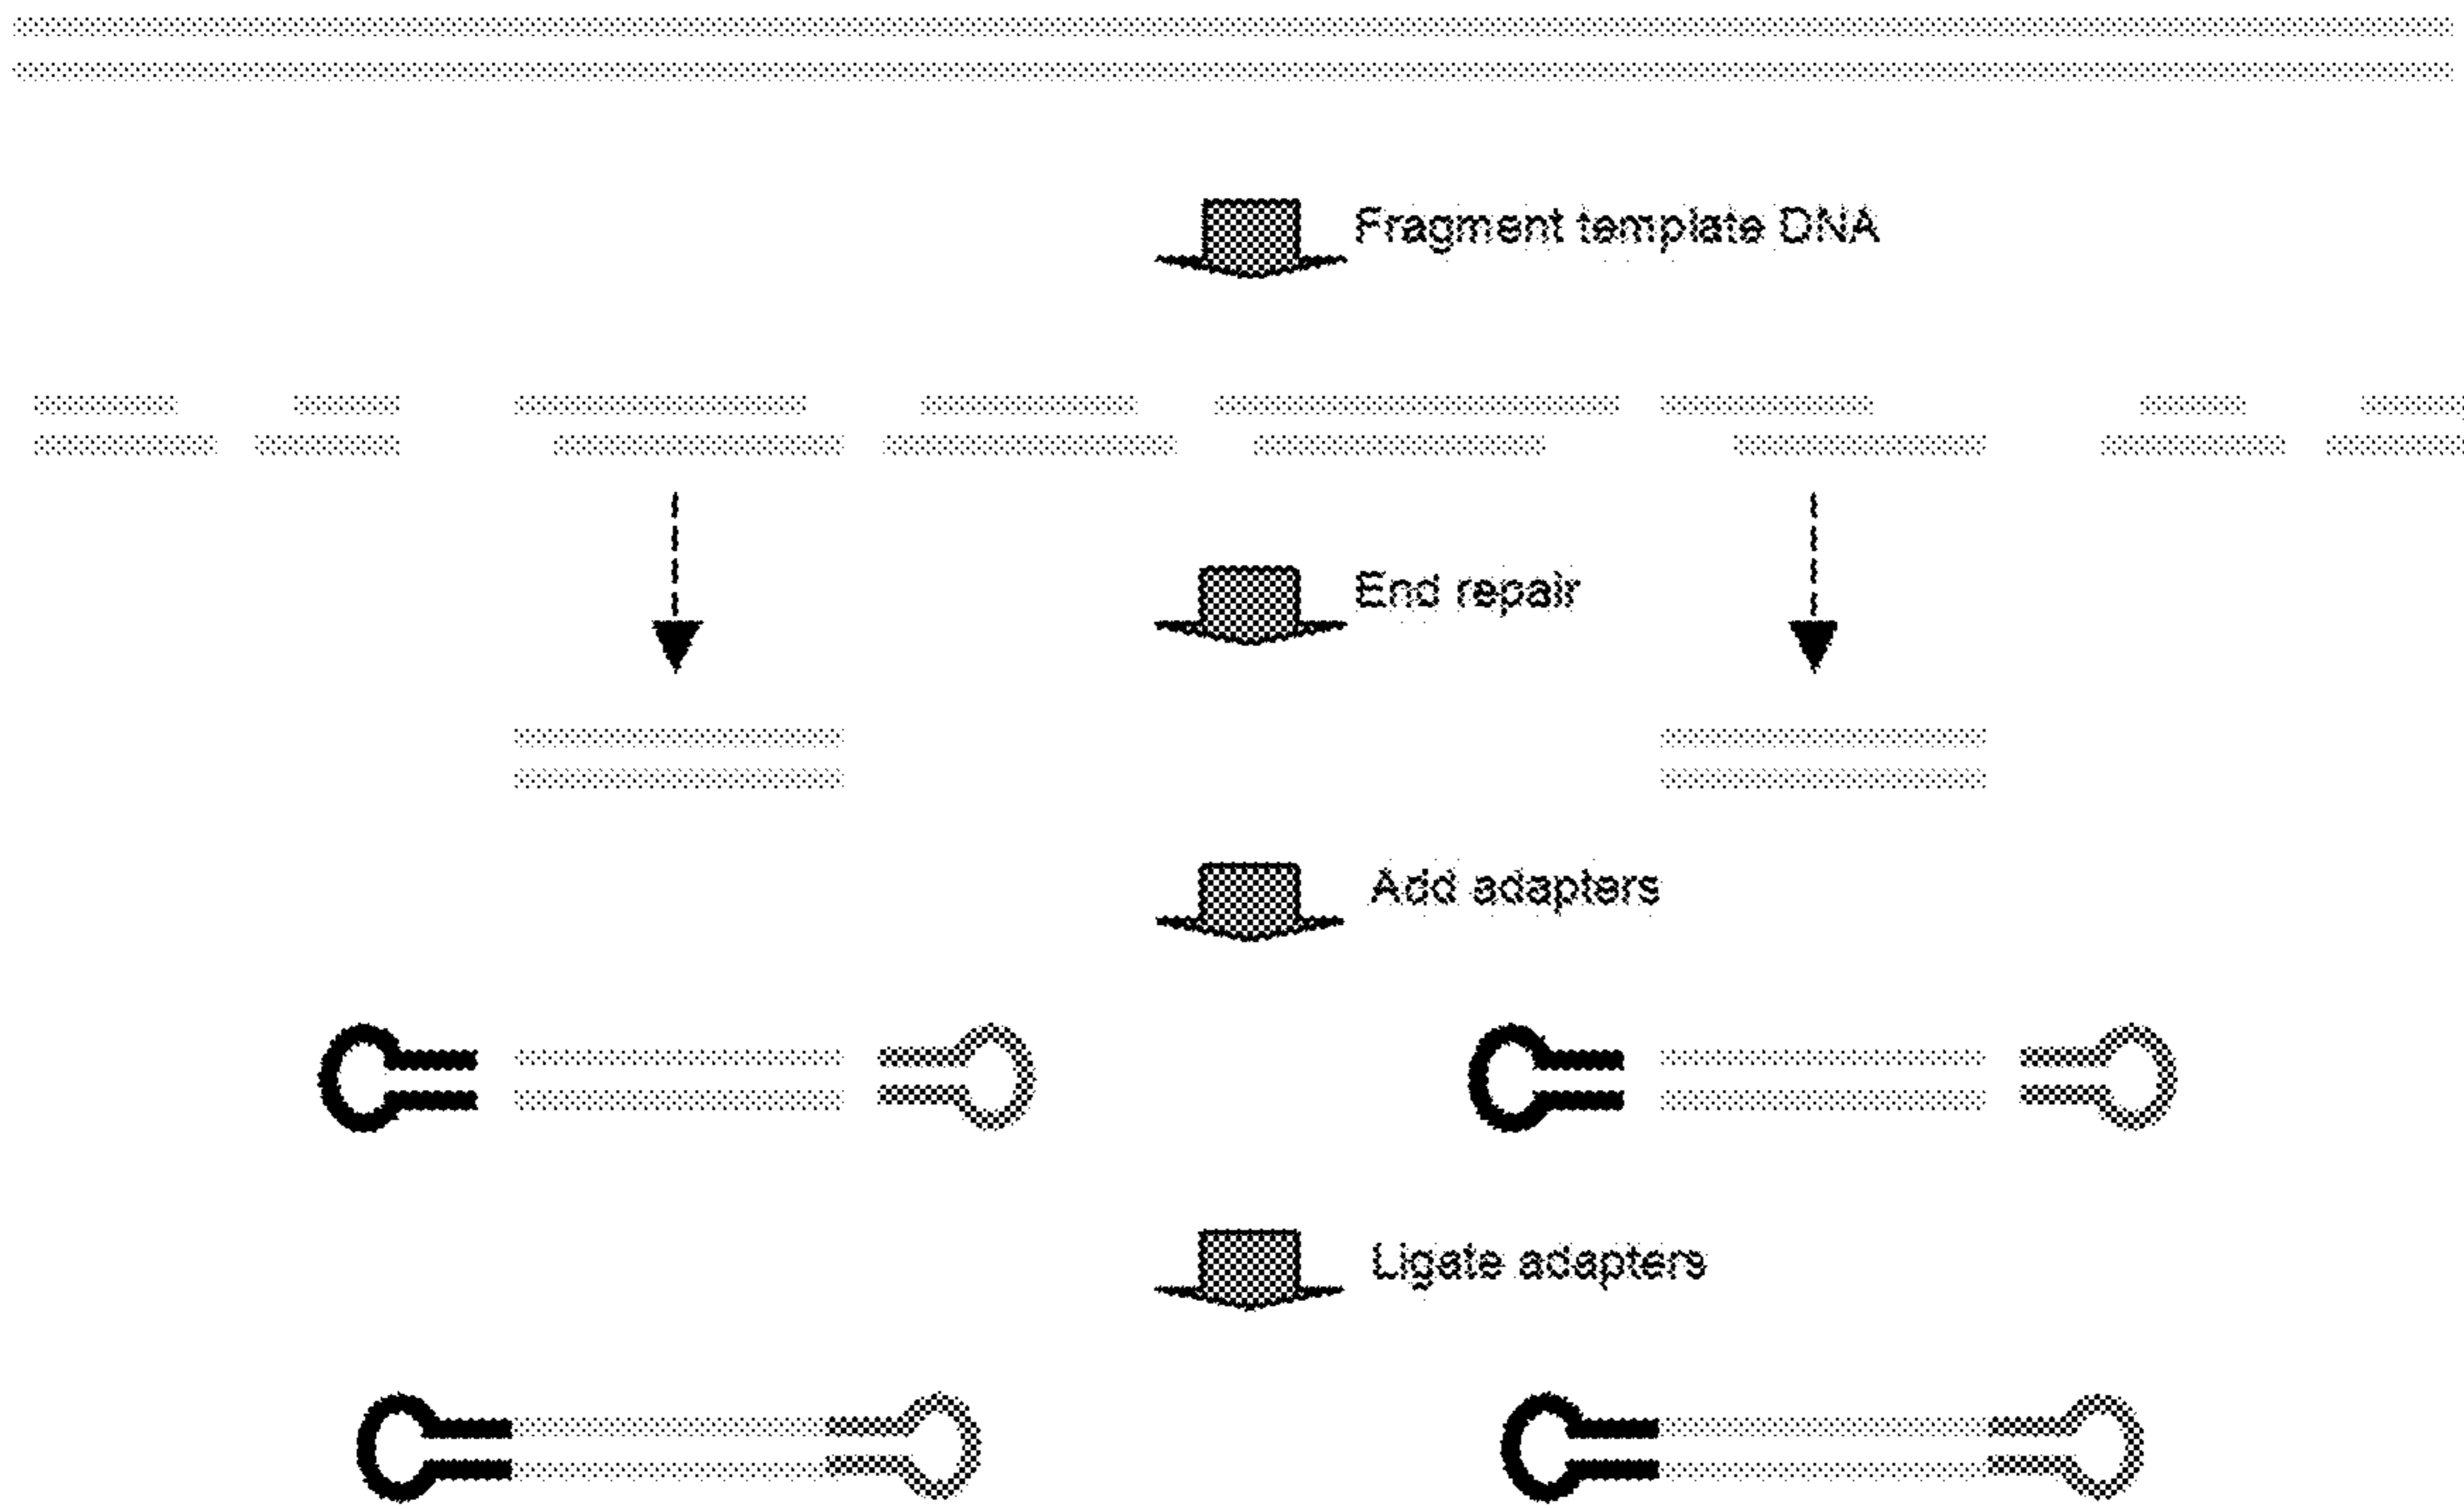 Fragment template DNA
End repair
Add adapters
Ligate adapters